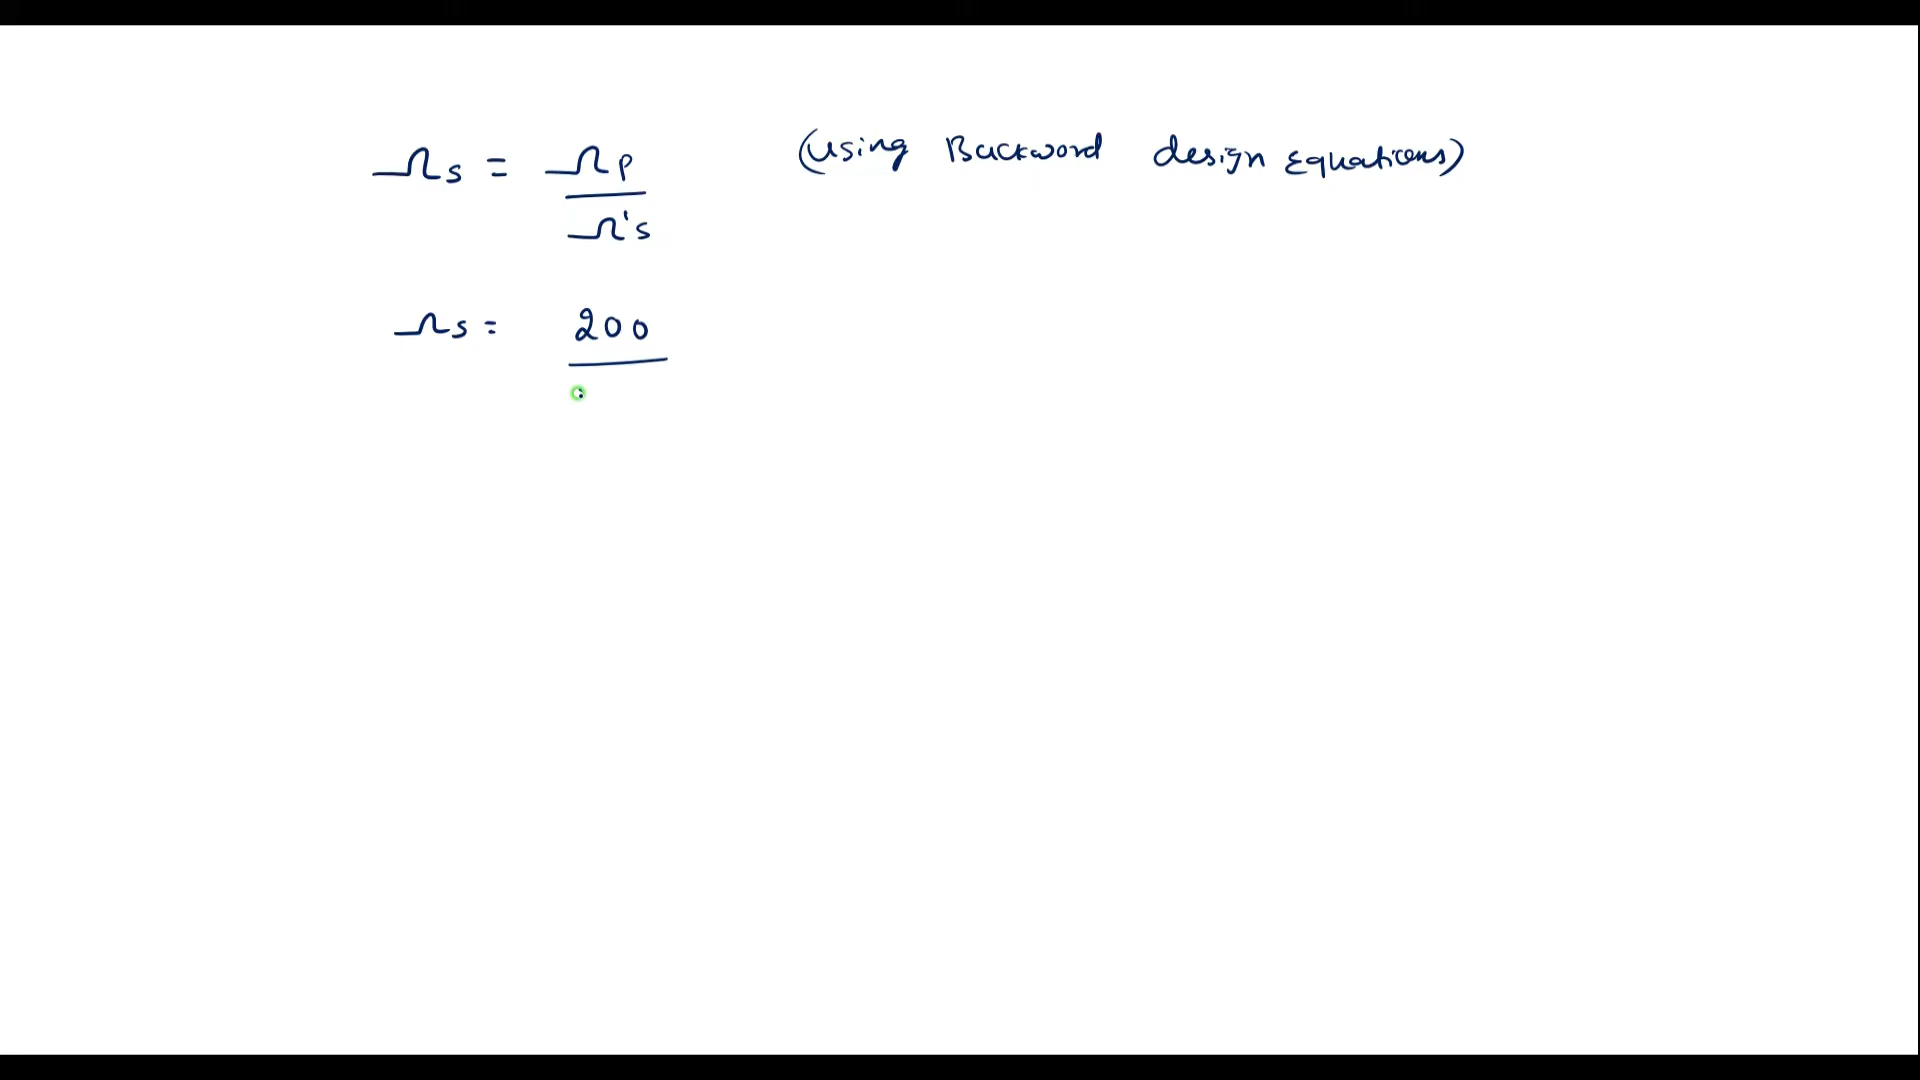 Ωs = Ωp / Ω's (using Backword design Equations)
Ωs = 200